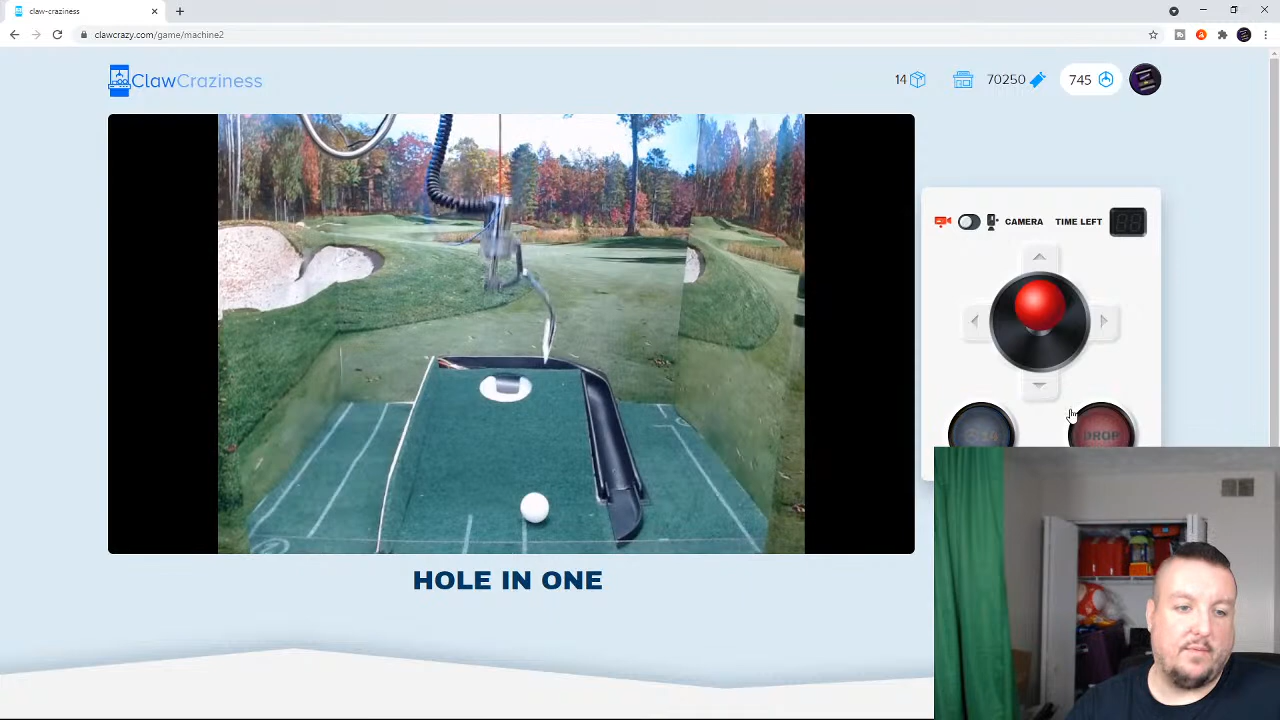 claw-craziness
clawcrazy.com/game/machine2
ClawCraziness
14
70250
745
CAMERA
TIME LEFT
DROP
HOLE IN ONE